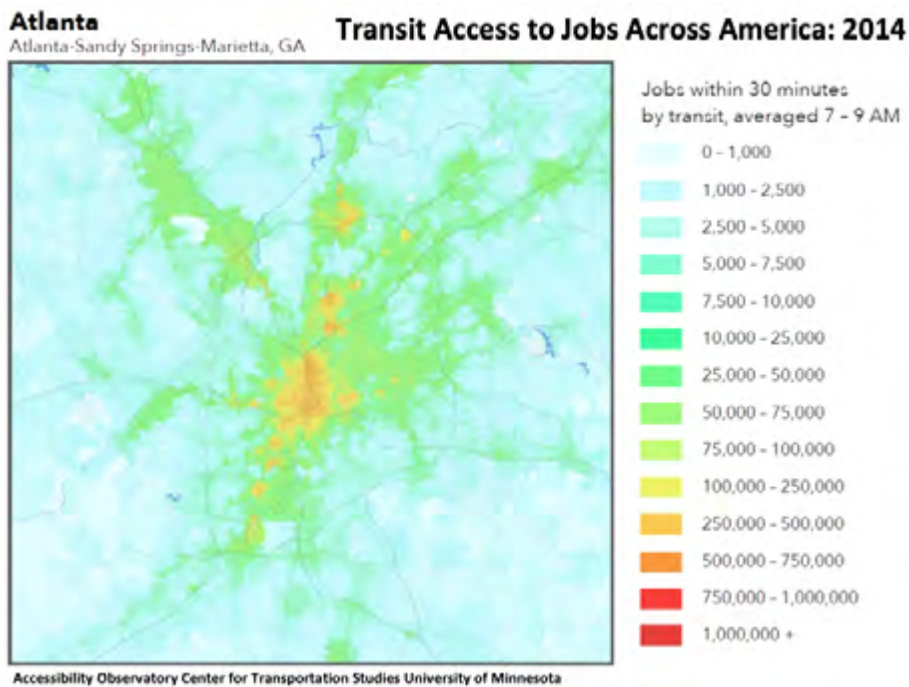 Atlanta
Atlanta-Sandy Springs-Marietta, GA
Transit Access to Jobs Across America: 2014
Jobs within 30 minutes
by transit, averaged 7 – 9 AM
0 - 1,000
1,000 - 2,500
2,500 - 5,000
5,000 - 7,500
7,500 - 10,000
10,000 - 25,000
25,000 - 50,000
50,000 - 75,000
75,000 - 100,000
100,000 - 250,000
250,000 - 500,000
500,000 - 750,000
750,000 - 1,000,000
1,000,000 +
Accessibility Observatory Center for Transportation Studies University of Minnesota